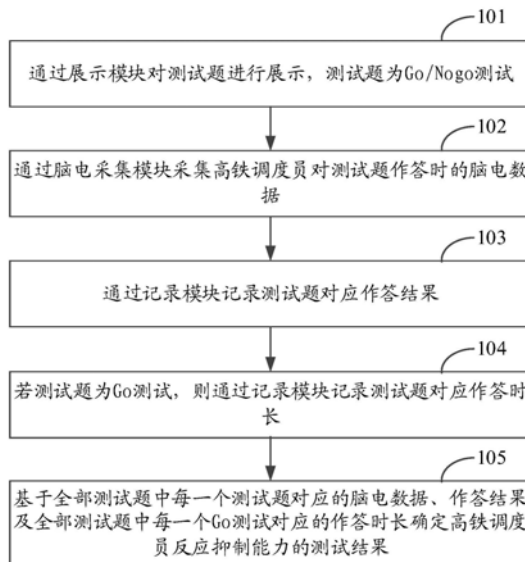 101
通过展示模块对测试题进行展示，测试题为Go/Nogo测试
102
通过脑电采集模块采集高铁调度员对测试题作答时的脑电数
据
103
通过记录模块记录测试题对应作答结果
104
若测试题为Go测试，则通过记录模块记录测试题对应作答时
长
105
基于全部测试题中每一个测试题对应的脑电数据、作答结果
及全部测试题中每一个Go测试对应的作答时长确定高铁调度
员反应抑制能力的测试结果